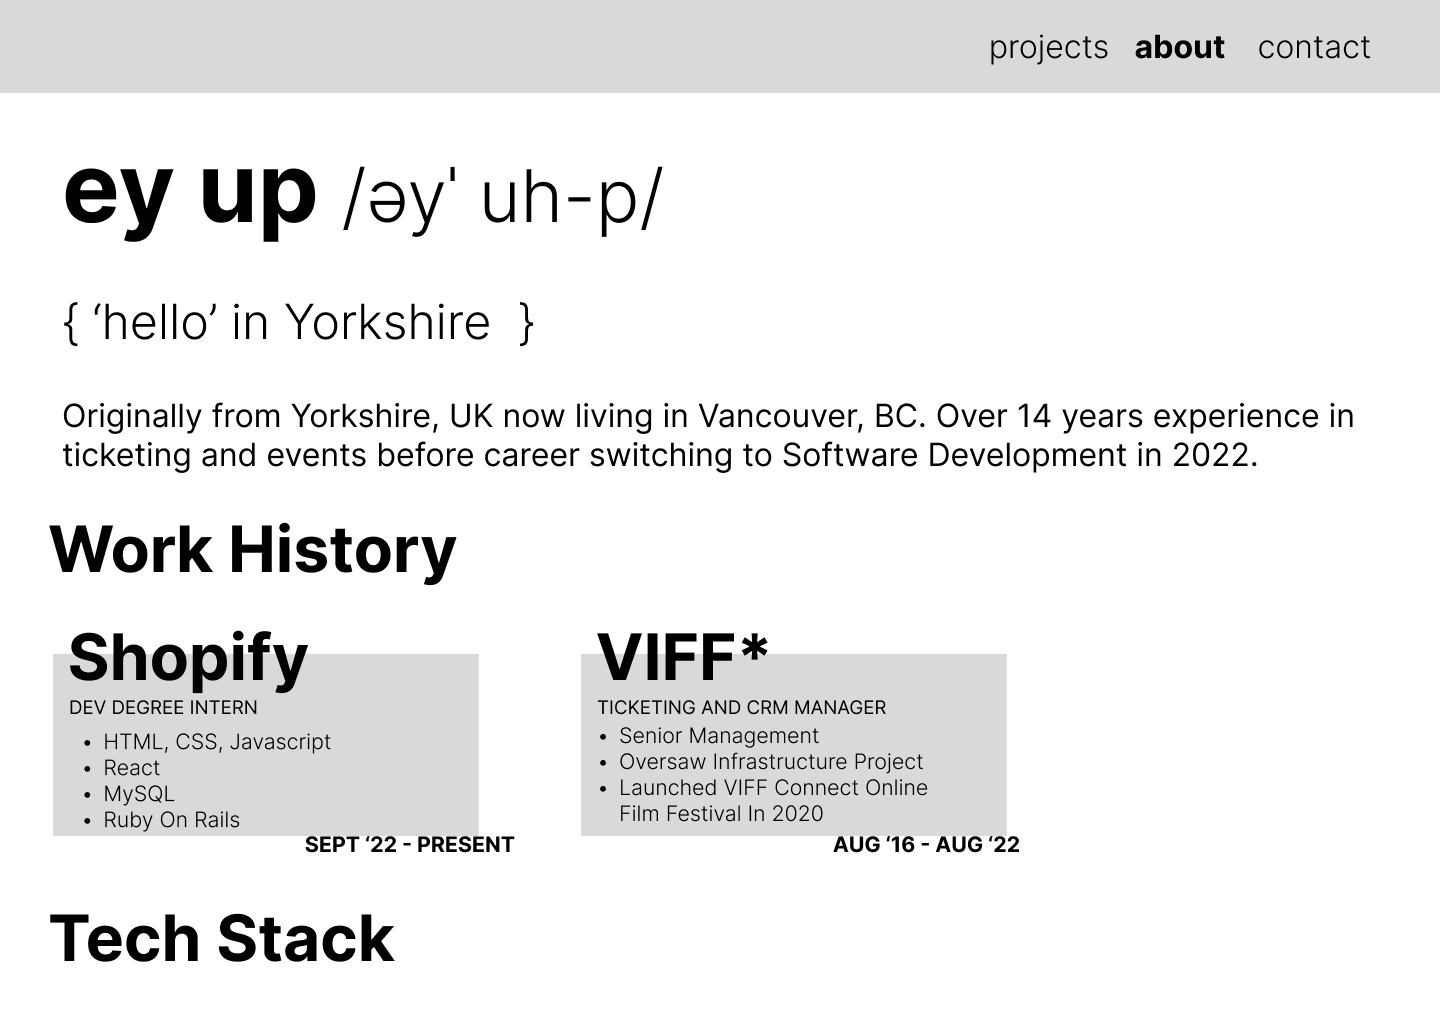 projects about contact
ey up /əyˈ uh-p/
{ ‘hello’ in Yorkshire  }
Originally from Yorkshire, UK now living in Vancouver, BC. Over 14 years experience in
ticketing and events before career switching to Software Development in 2022.
Work History
Shopify
DEV DEGREE INTERN
• HTML, CSS, Javascript
• React
• MySQL
• Ruby On Rails
SEPT ‘22 - PRESENT
VIFF*
TICKETING AND CRM MANAGER
• Senior Management
• Oversaw Infrastructure Project
• Launched VIFF Connect Online
Film Festival In 2020
AUG ‘16 - AUG ‘22
Tech Stack